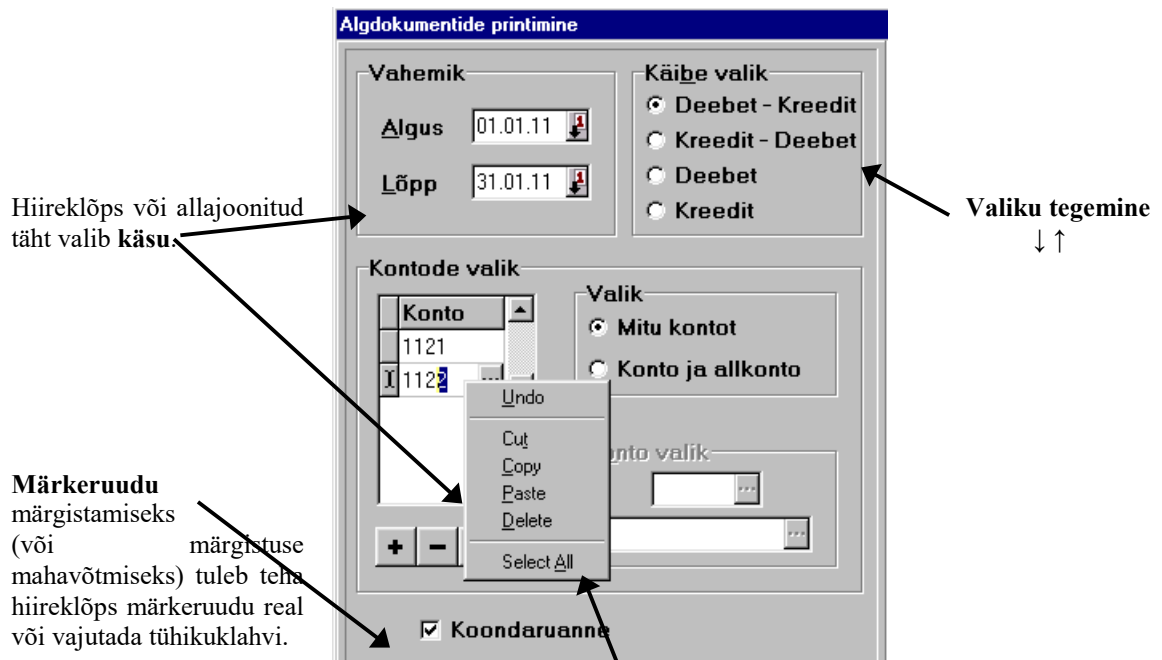 Algdokumentide printimine
Vahemik
Algus 01.01.11
Lõpp 31.01.11
Käibe valik
Deebet - Kreedit
Kreedit - Deebet
Deebet
Kreedit
Hiireklõps või allajoonitud
täht valib käsu.
Valiku tegemine
↓↑
Kontode valik
Konto
1121
1122
Valik
Mitu kontot
Konto ja allkonto
Undo
Cut
Copy
Paste
Delete
Select All
valik
Märkeruudu
märgistamiseks
(või märgistuse
mahavõtmiseks) tuleb teha
hiireklõps märkeruudu real
või vajutada tühikuklahvi.
+ -
Koondaruanne